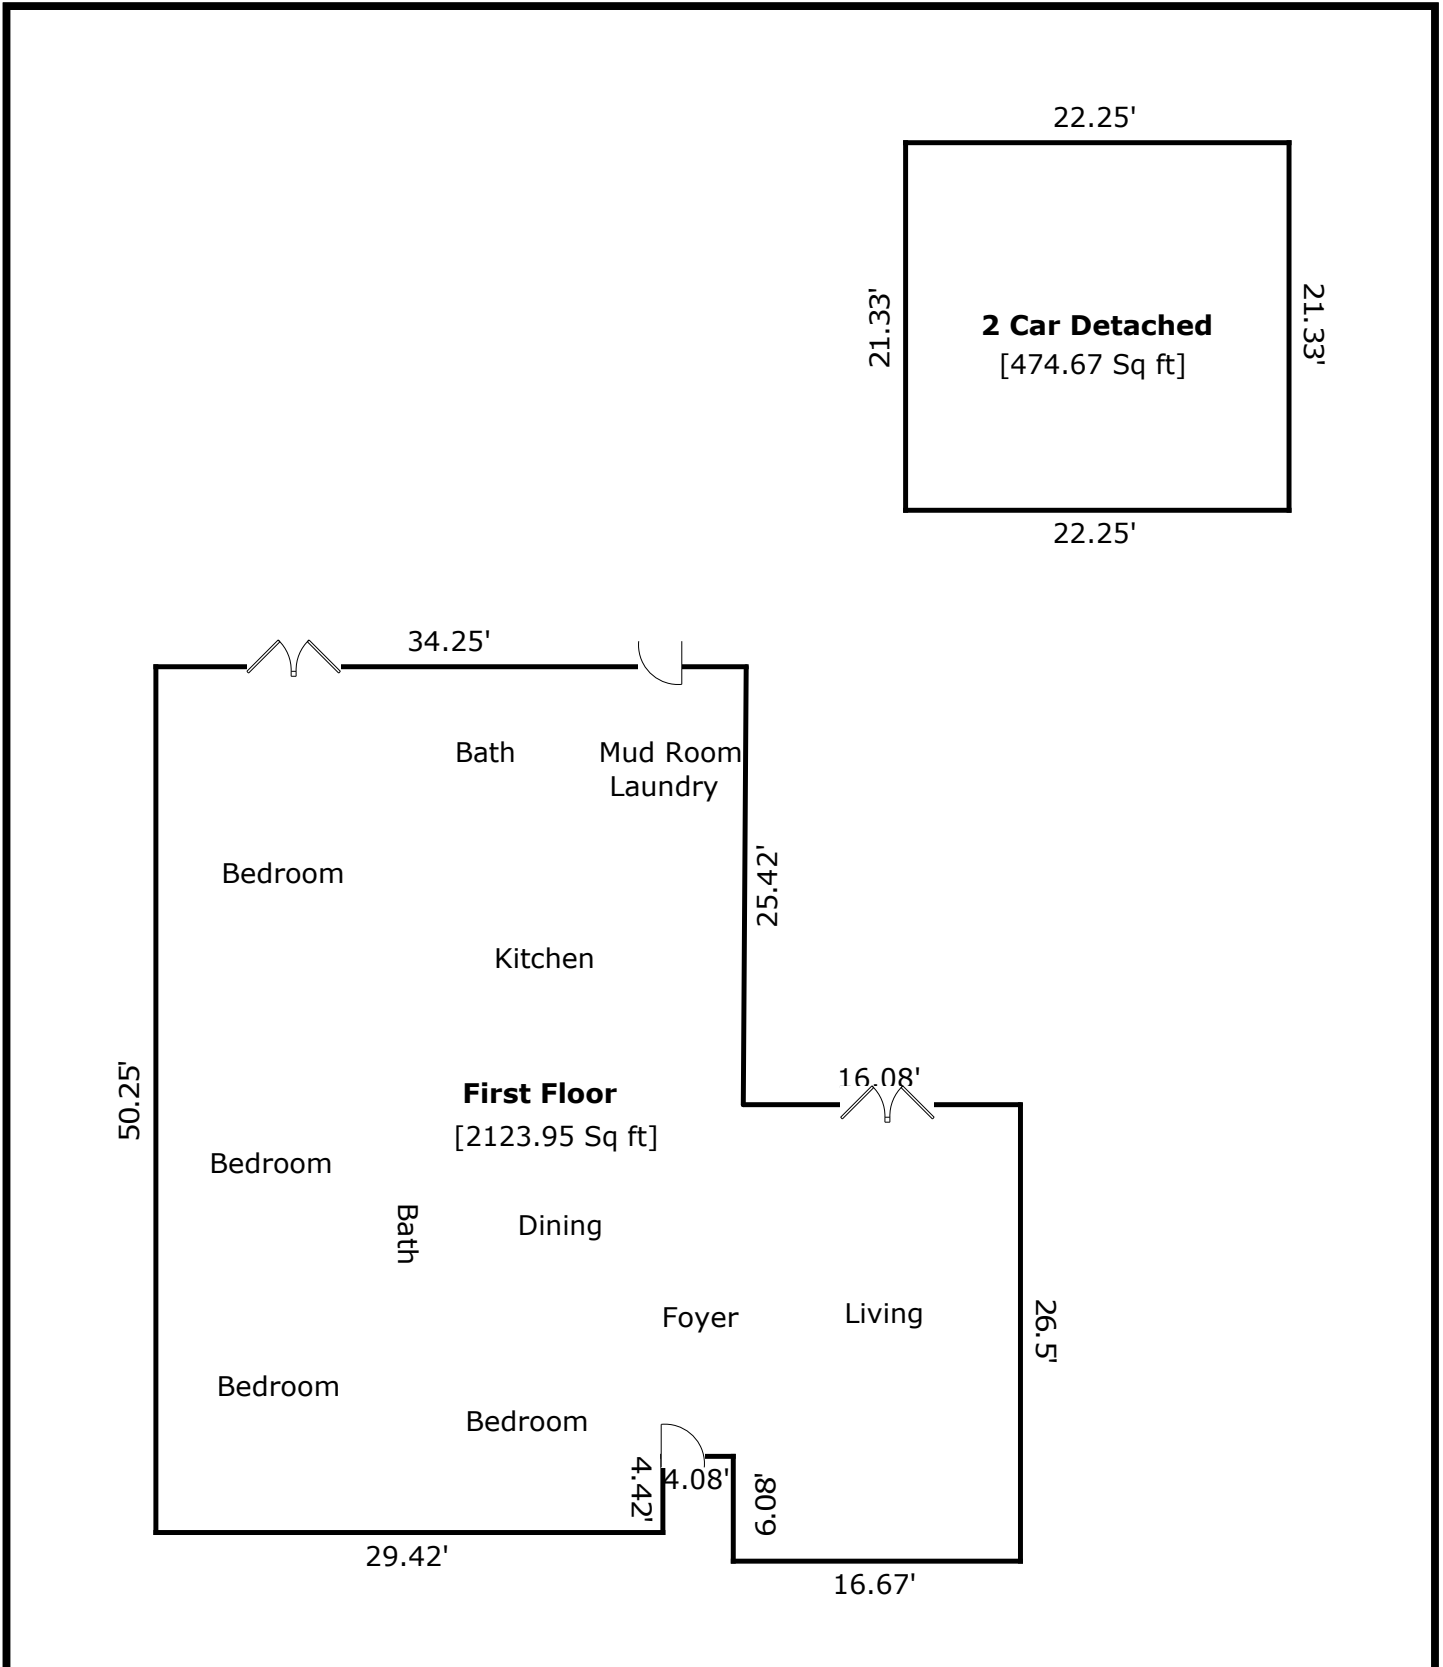 22.25'
21.33'
21.33'
2 Car Detached
[474.67 Sq ft]
22.25'
34.25'
Bath
Mud Room
Laundry
Bedroom
25.42'
Kitchen
50.25'
16.08'
First Floor
[2123.95 Sq ft]
Bedroom
Bath
Dining
Foyer
Living
26.5'
Bedroom
Bedroom
4.42'
4.08'
6.08'
29.42'
16.67'